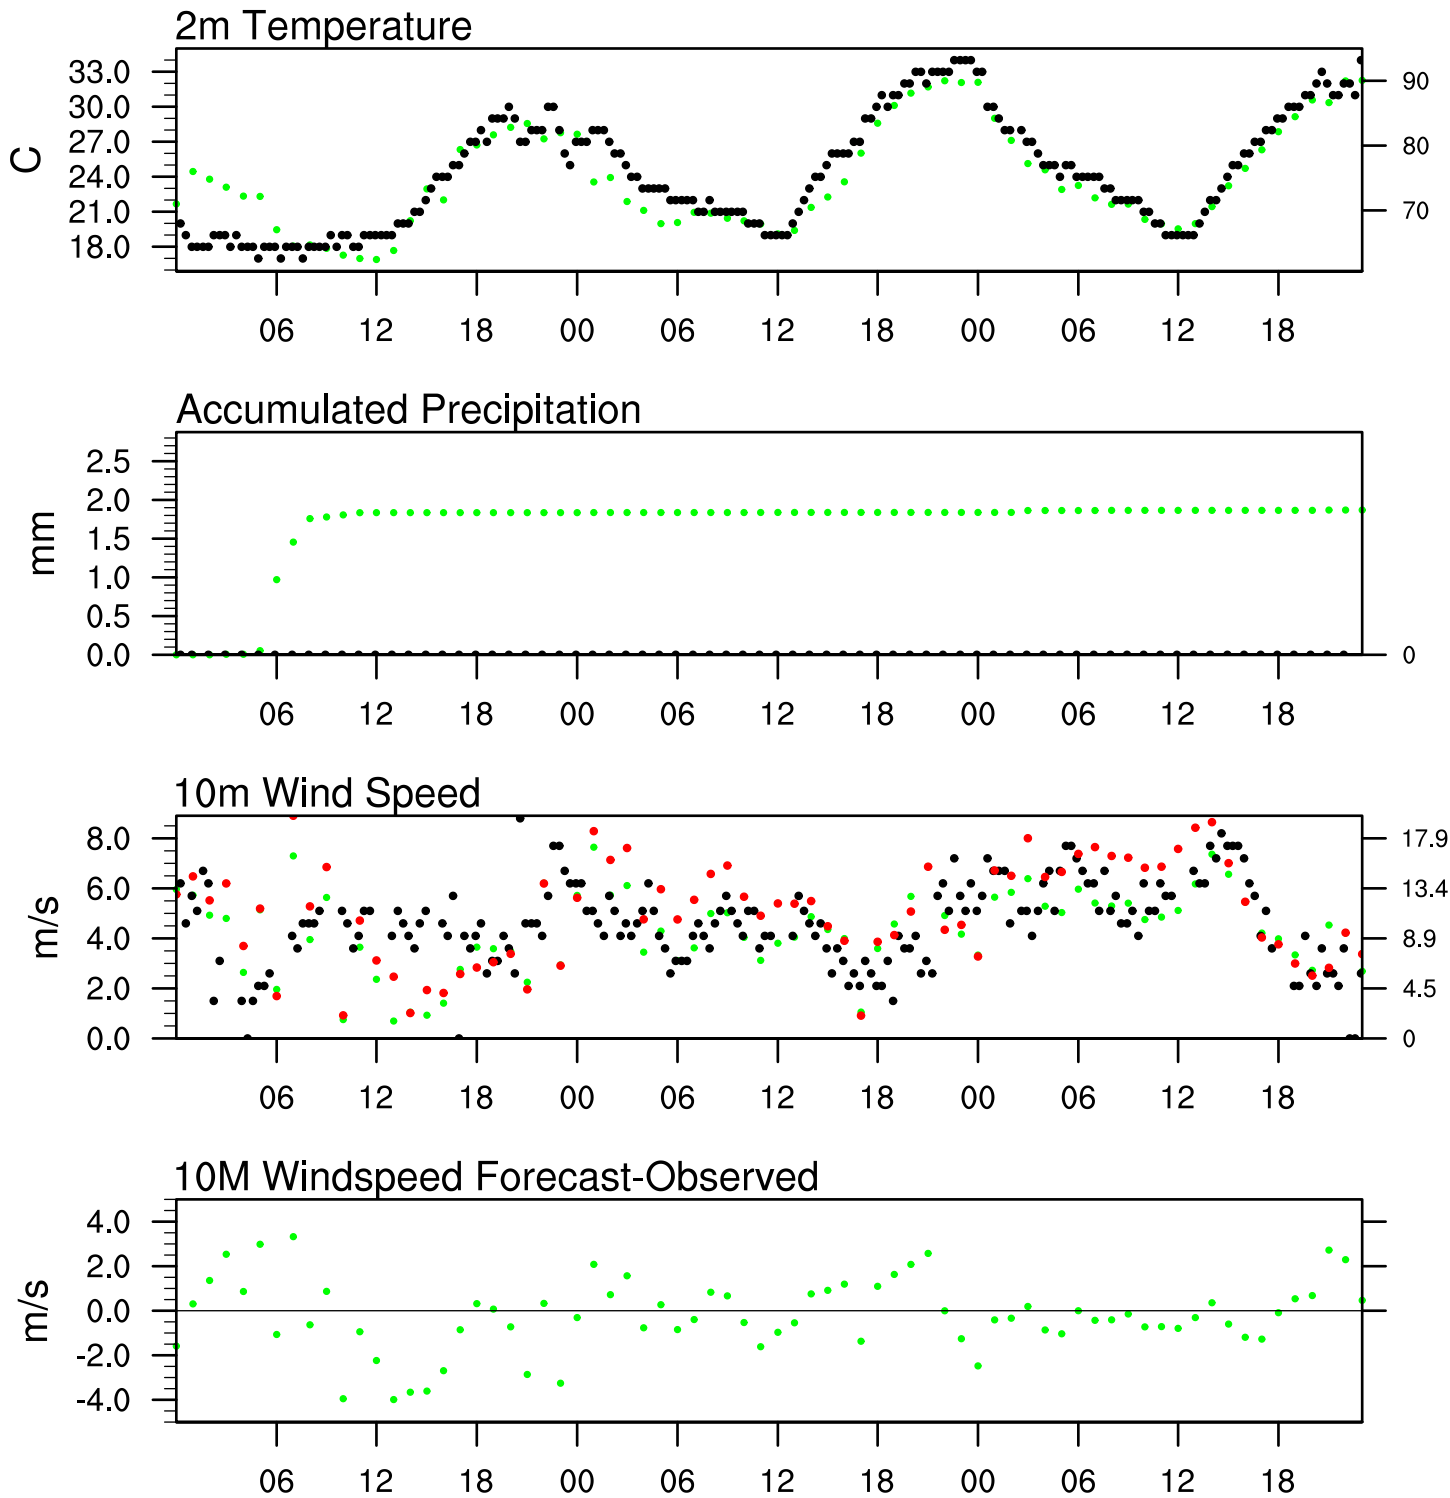 2m Temperature
33.0
30.0
27.0
24.0
21.0
18.0
C
90
80
70
06 12 18 00 06 12 18 00 06 12 18
Accumulated Precipitation
2.5
2.0
1.5
1.0
0.5
0.0
mm
0
06 12 18 00 06 12 18 00 06 12 18
10m Wind Speed
8.0
6.0
4.0
2.0
0.0
m/s
17.9
13.4
8.9
4.5
0
06 12 18 00 06 12 18 00 06 12 18
10M Windspeed Forecast-Observed
4.0
2.0
0.0
-2.0
-4.0
m/s
06 12 18 00 06 12 18 00 06 12 18